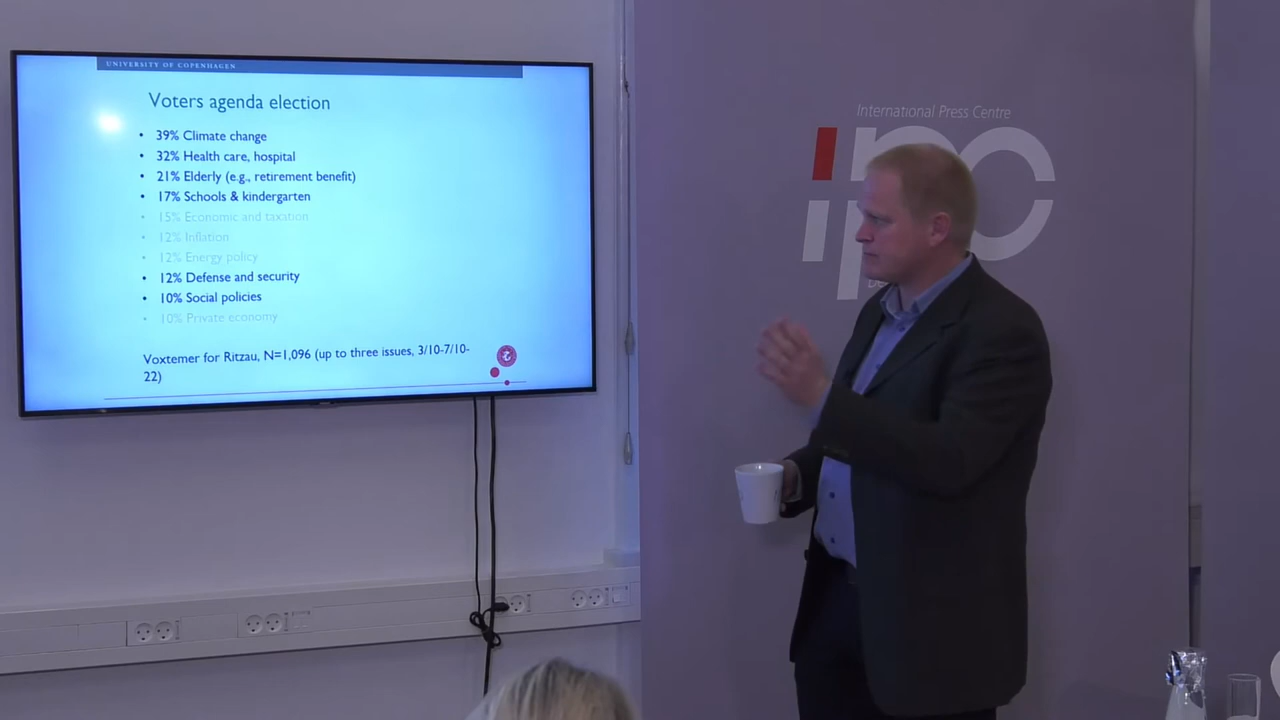 UNIVERSITY OF COPENHAGEN
Voters agenda election
• 39% Climate change
• 32% Health care, hospital
• 21% Elderly (e.g., retirement benefit)
• 17% Schools & kindergarten
• 15% Economic and taxation
• 12% Inflation
• 12% Energy policy
• 12% Defense and security
• 10% Social policies
• 10% Private economy
Voxtemer for Ritzau, N=1,096 (up to three issues, 3/10-7/10-
22)
International Press Centre
ipc